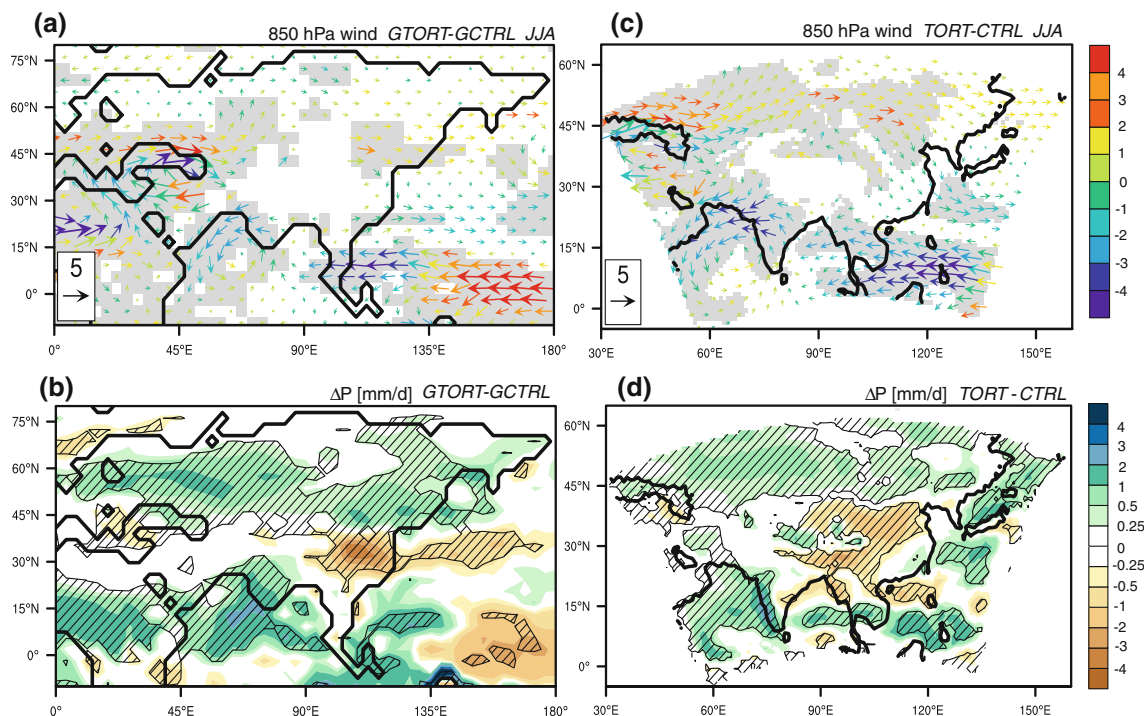 (a)
850 hPa wind GTORT-GCTRL JJA
75°N
60°N
45°N
30°N
15°N
0°
5
0°
45°E
90°E
135°E
180°
(c)
850 hPa wind TORT-CTRL JJA
60°N
45°N
30°N
15°N
0°
5
30°E
60°E
90°E
120°E
150°E
4
3
2
1
0
-1
-2
-3
-4
(b)
ΔP [mm/d] GTORT-GCTRL
75°N
60°N
45°N
30°N
15°N
0°
0°
45°E
90°E
135°E
180°
(d)
ΔP [mm/d] TORT - CTRL
60°N
45°N
30°N
15°N
0°
30°E
60°E
90°E
120°E
150°E
4
3
2
1
0.5
0.25
0
-0.25
-0.5
-1
-2
-3
-4